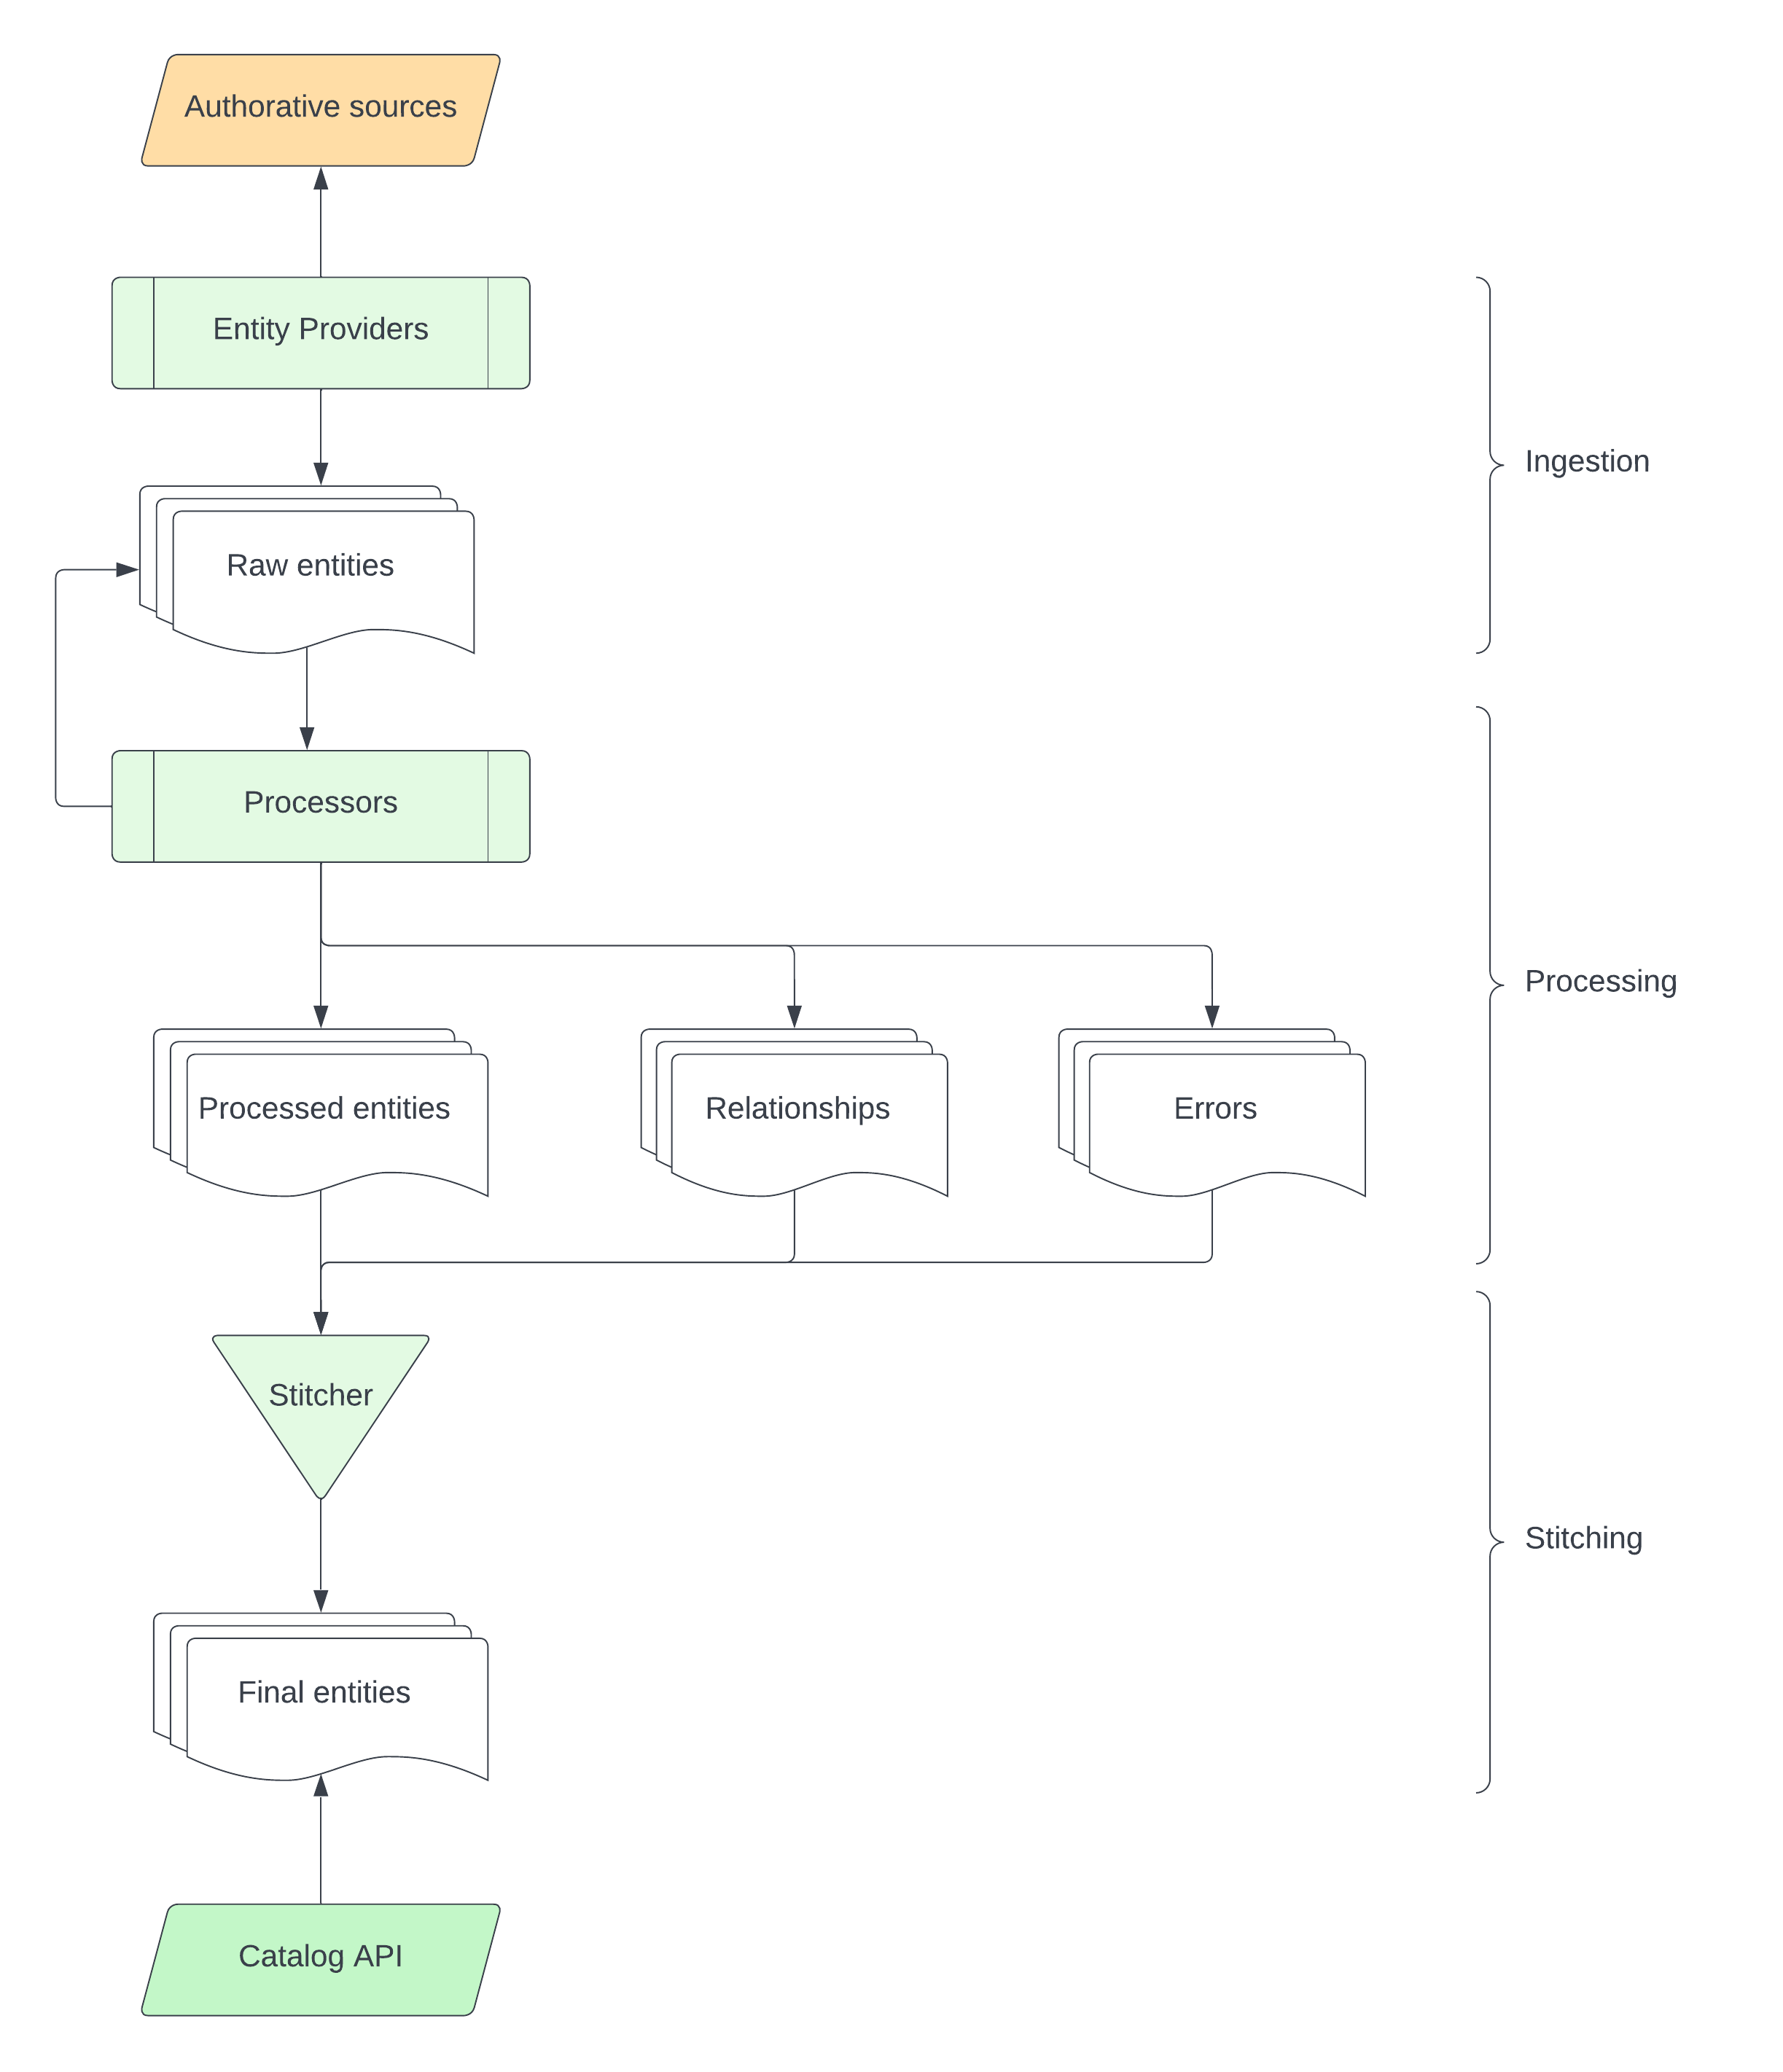 Authorative sources
Entity Providers
Ingestion
Raw entities
Processors
Processing
Processed entities
Relationships
Errors
Stitcher
Stitching
Final entities
Catalog API